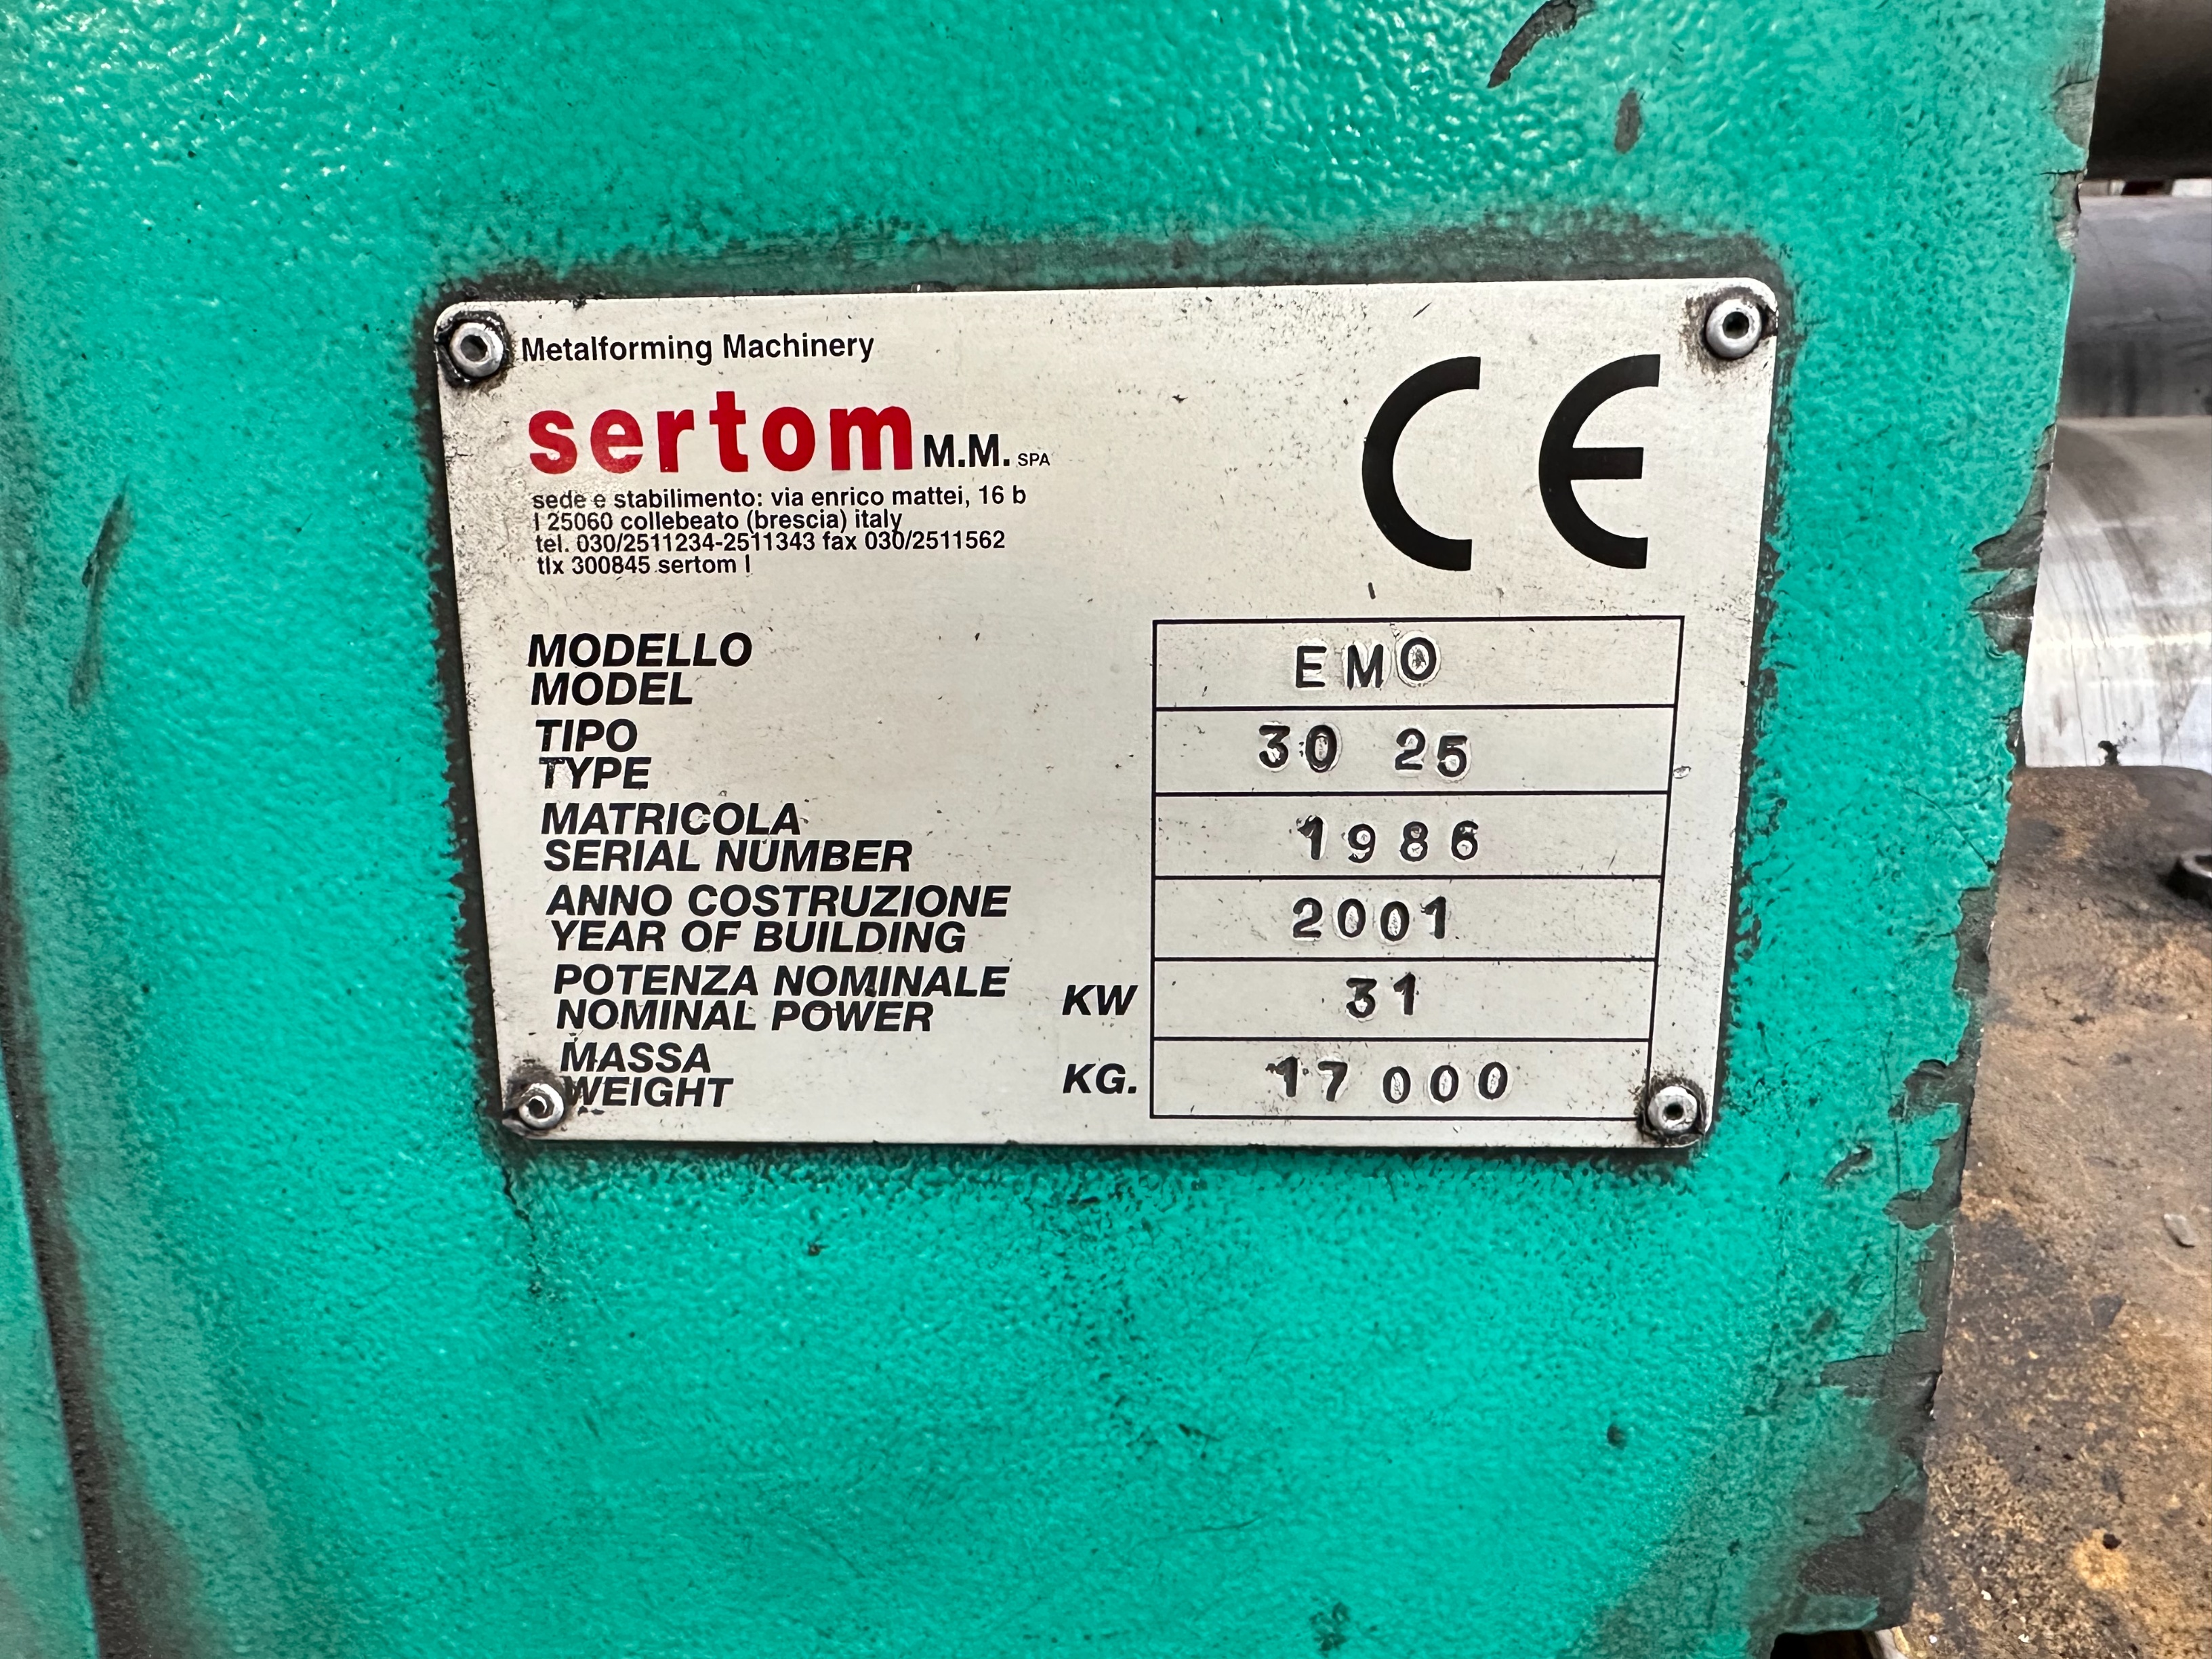 Metalforming Machinery
sertom M.M. SPA
sede e stabilimento: via enrico mattei, 16 b
I 25060 collebeato (brescia) italy
tel. 030/2511234-2511343 fax 030/2511562
tlx 300845 sertom I
CE
MODELLO
MODEL
EMO
TIPO
TYPE
30 25
MATRICOLA
SERIAL NUMBER
1986
ANNO COSTRUZIONE
YEAR OF BUILDING
2001
POTENZA NOMINALE
NOMINAL POWER
KW 31
MASSA
WEIGHT
KG. 17 000